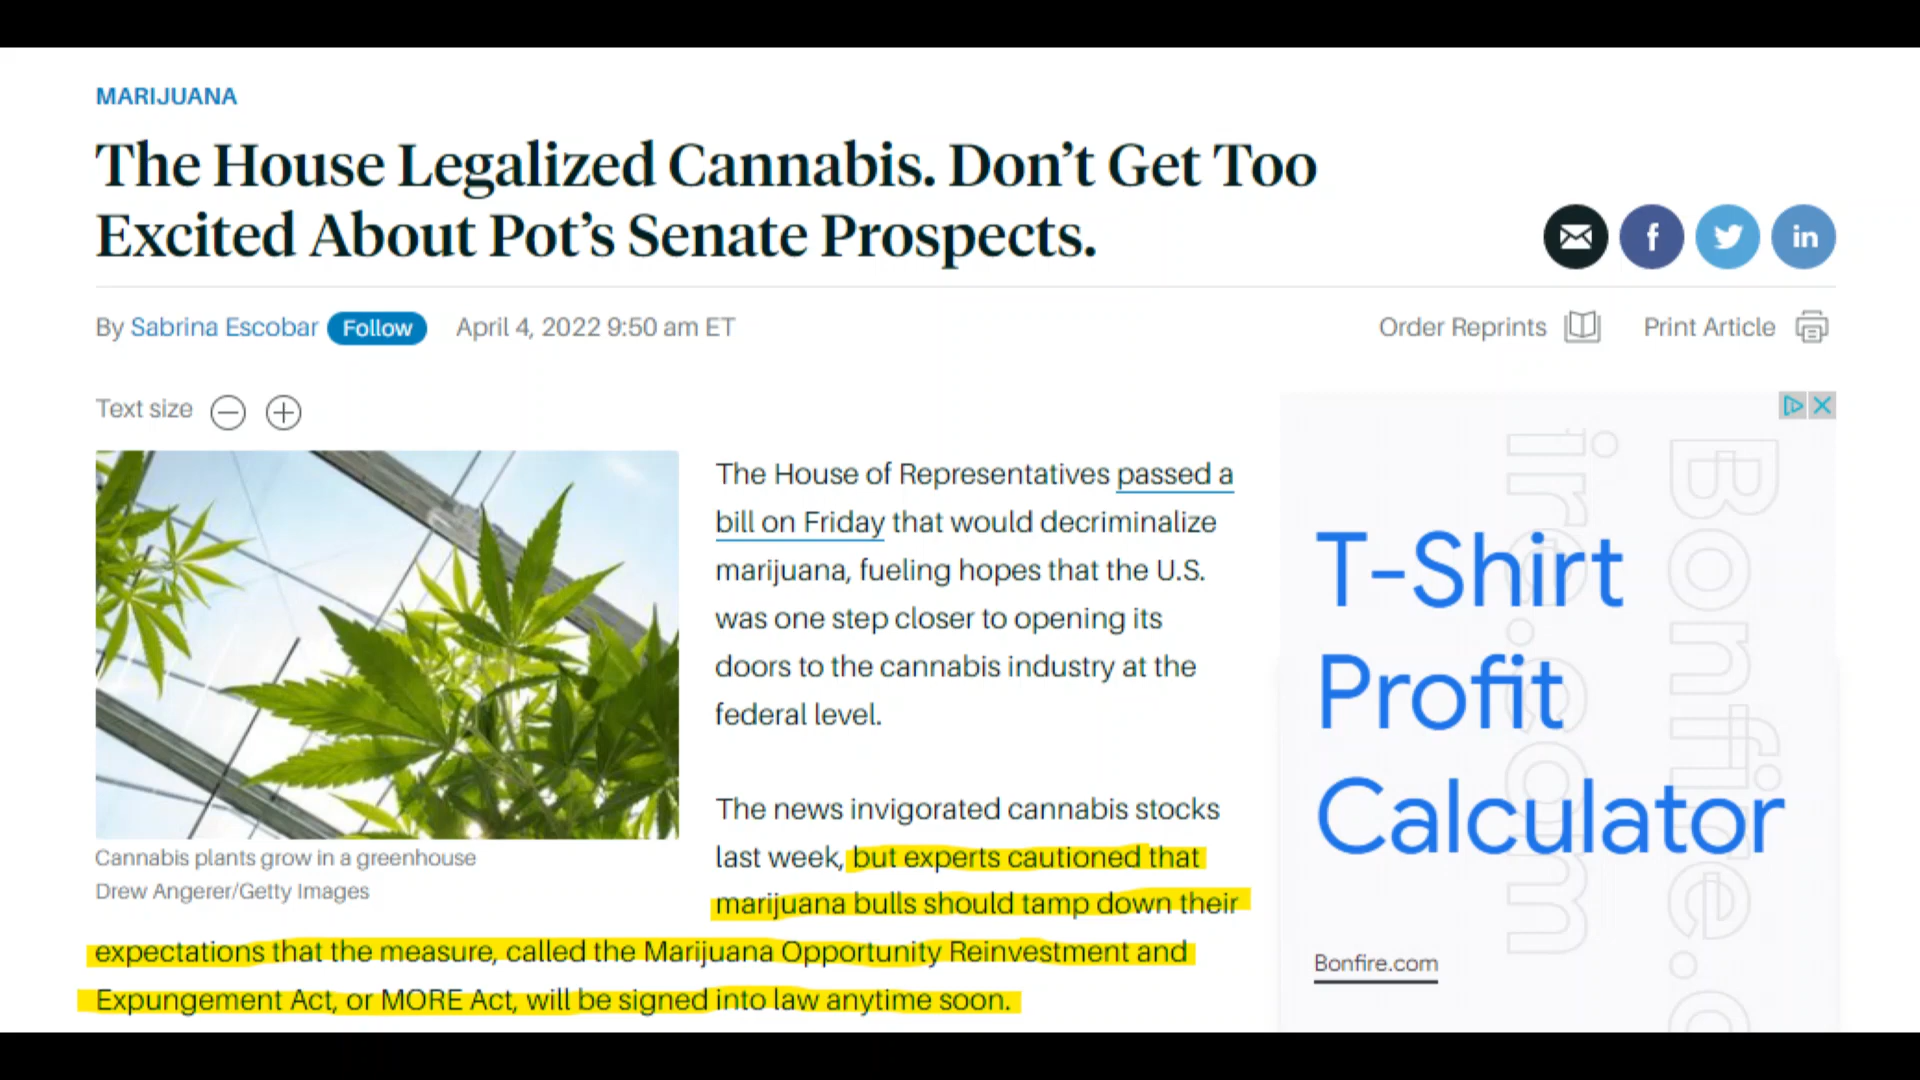 MARIJUANA
The House Legalized Cannabis. Don't Get Too
Excited About Pot's Senate Prospects.
By Sabrina Escobar Follow April 4, 2022 9:50 am ET
Order Reprints Print Article
Text size
The House of Representatives passed a
bill on Friday that would decriminalize
marijuana, fueling hopes that the U.S.
was one step closer to opening its
doors to the cannabis industry at the
federal level.
The news invigorated cannabis stocks
last week, but experts cautioned that
marijuana bulls should tamp down their
expectations that the measure, called the Marijuana Opportunity Reinvestment and
Expungement Act, or MORE Act, will be signed into law anytime soon.
Cannabis plants grow in a greenhouse
Drew Angerer/Getty Images
T-Shirt
Profit
Calculator
Bonfire.com
Bonfire.c
ire.com